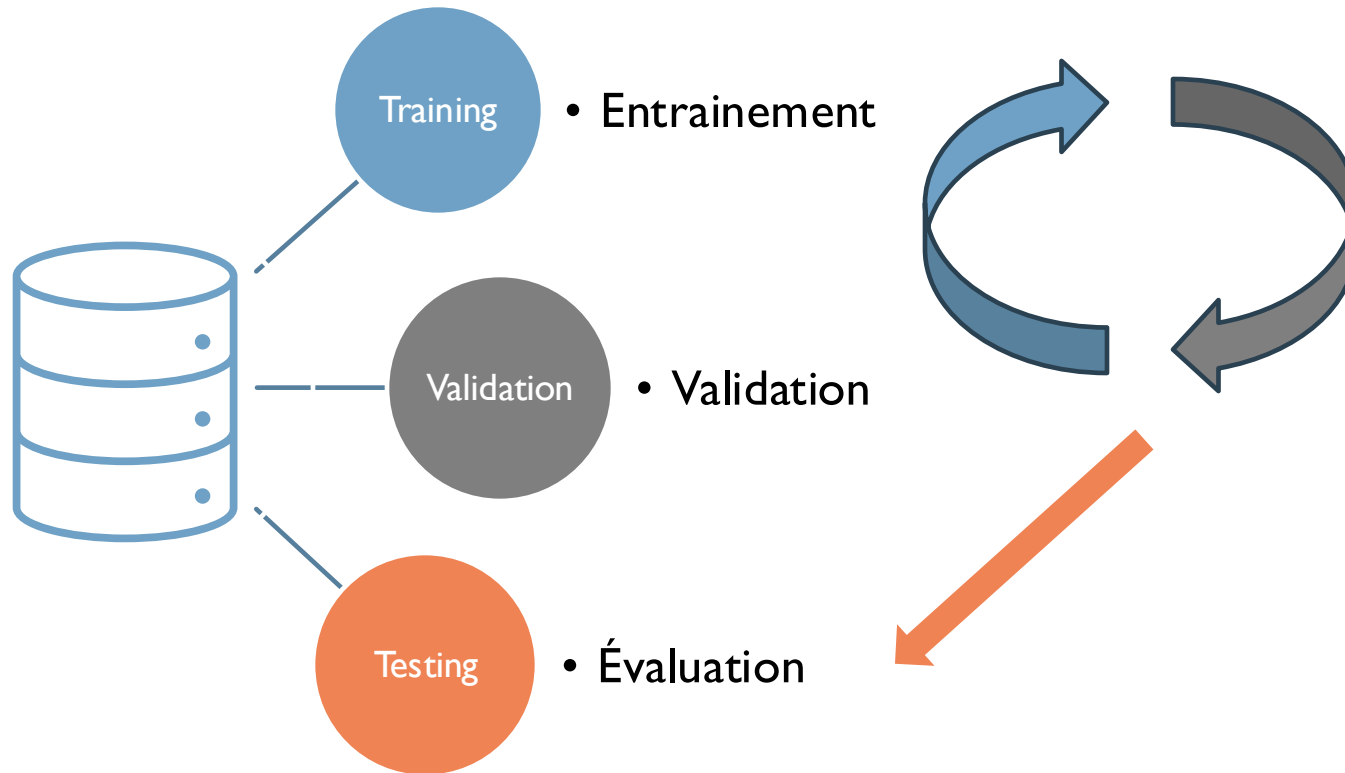 Training
• Entrainement
Validation
• Validation
Testing
• Évaluation